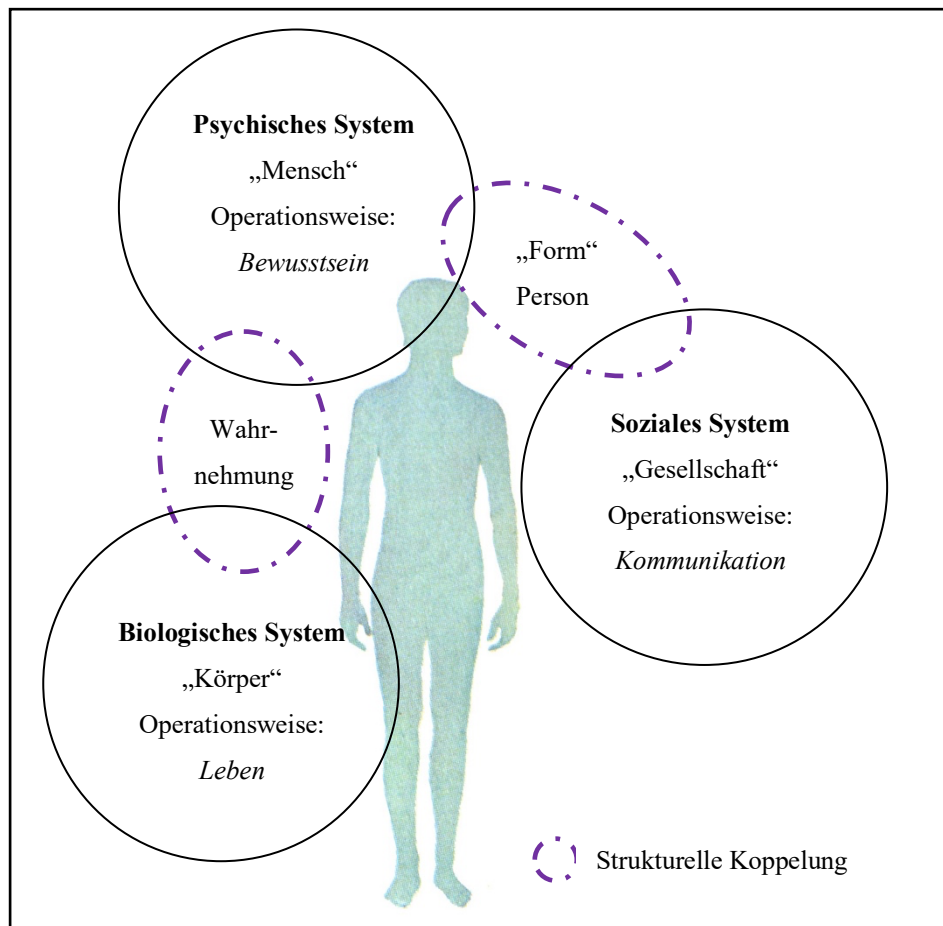 Psychisches System
„Mensch“
Operationsweise:
Bewusstsein
„Form“
Person
Wahr-
nehmung
Soziales System
„Gesellschaft“
Operationsweise:
Kommunikation
Biologisches System
„Körper“
Operationsweise:
Leben
Strukturelle Koppelung